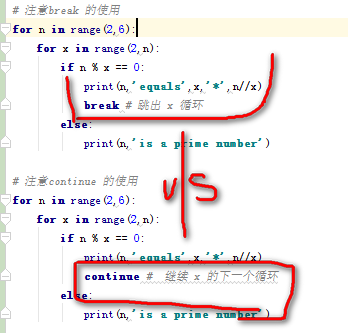 # 注意break 的使用
for n in range(2,6):
    for x in range(2,n):
        if n % x == 0:
            print(n,'equals',x,'*',n//x)
            break # 跳出 x 循环
        else:
            print(n,'is a prime number')
VS
# 注意continue 的使用
for n in range(2,6):
    for x in range(2,n):
        if n % x == 0:
            print(n,'equals',x,'*',n//x)
            continue # 继续 x 的下一个循环
        else:
            print(n,'is a prime number')